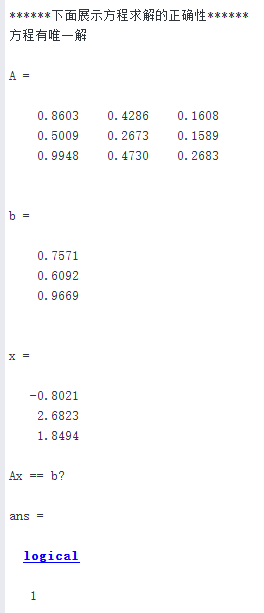 ******下面展示方程求解的正确性******
方程有唯一解
A =
0.8603 0.4286 0.1608
0.5009 0.2673 0.1589
0.9948 0.4730 0.2683
b =
0.7571
0.6092
0.9669
x =
-0.8021
2.6823
1.8494
Ax == b?
ans =
logical
1